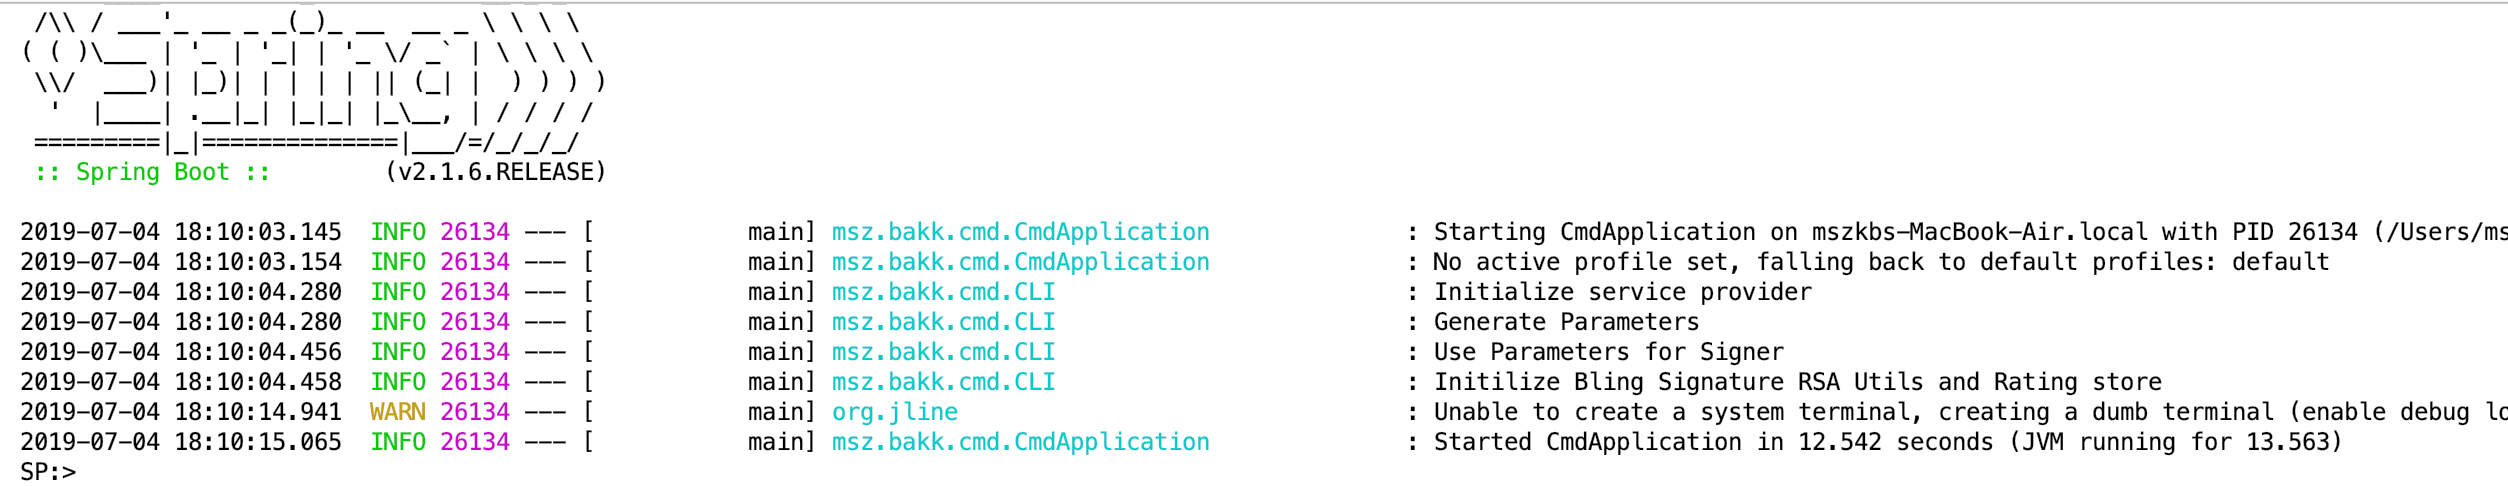 /\\ / ___'_ __ _ _(_)_ __  __ _ \ \ \ \
 ( ( )\___ | '_ | '_| | '_ \/ _` | \ \ \ \
  \\/  ___)| |_)| | | | | || (_| |  ) ) ) )
   '  |____| .__|_| |_|_| |_\__, | / / / /
  =========|_|==============|___/=/_/_/_/
  :: Spring Boot ::        (v2.1.6.RELEASE)
2019-07-04 18:10:03.145  INFO 26134 --- [           main] msz.bakk.cmd.CmdApplication              : Starting CmdApplication on mszkbs-MacBook-Air.local with PID 26134 (/Users/ms
2019-07-04 18:10:03.154  INFO 26134 --- [           main] msz.bakk.cmd.CmdApplication              : No active profile set, falling back to default profiles: default
2019-07-04 18:10:04.280  INFO 26134 --- [           main] msz.bakk.cmd.CLI                         : Initialize service provider
2019-07-04 18:10:04.280  INFO 26134 --- [           main] msz.bakk.cmd.CLI                         : Generate Parameters
2019-07-04 18:10:04.456  INFO 26134 --- [           main] msz.bakk.cmd.CLI                         : Use Parameters for Signer
2019-07-04 18:10:04.458  INFO 26134 --- [           main] msz.bakk.cmd.CLI                         : Initilize Bling Signature RSA Utils and Rating store
2019-07-04 18:10:14.941  WARN 26134 --- [           main] org.jline                                : Unable to create a system terminal, creating a dumb terminal (enable debug lo
2019-07-04 18:10:15.065  INFO 26134 --- [           main] msz.bakk.cmd.CmdApplication              : Started CmdApplication in 12.542 seconds (JVM running for 13.563)
SP:>